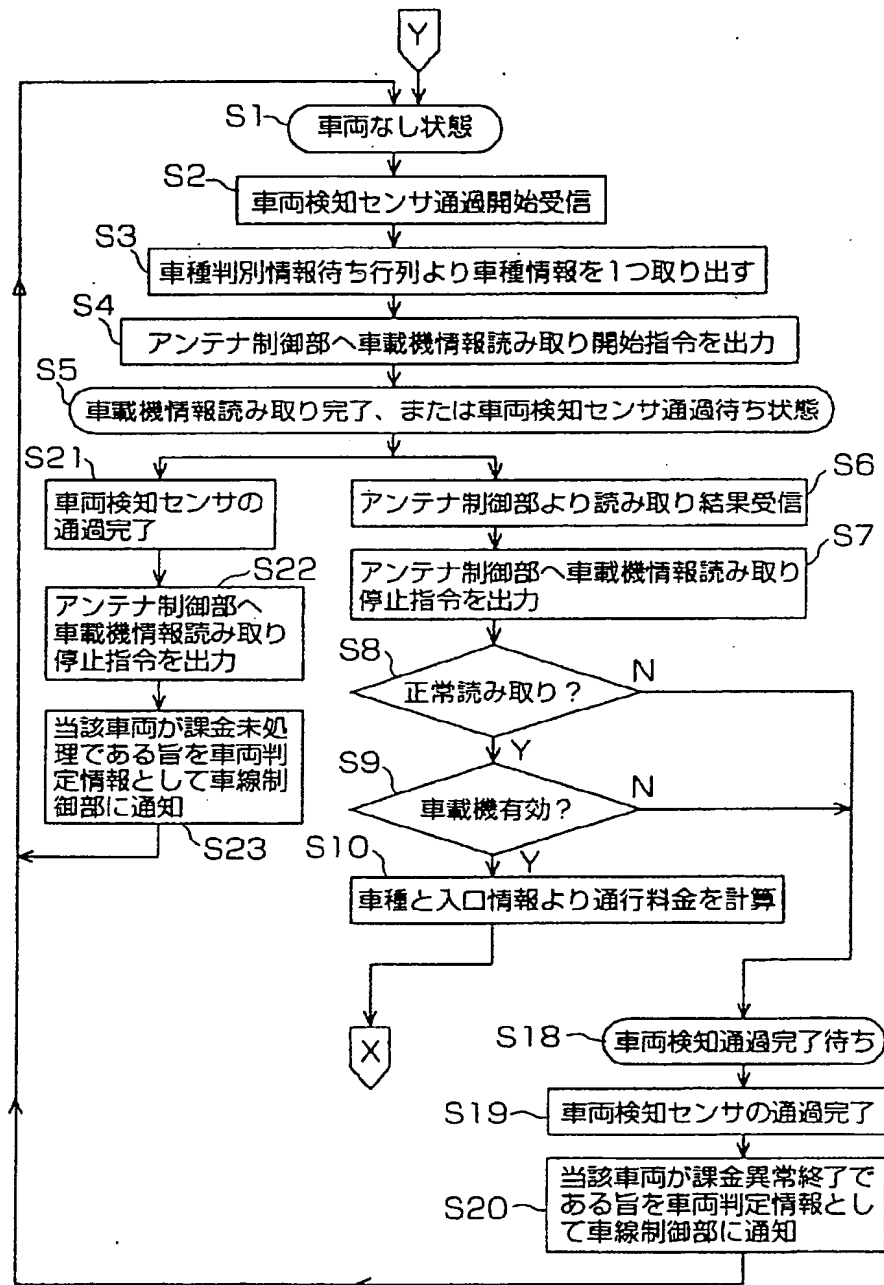 Y
S1
車両なし状態
S2
車両検知センサ通過開始受信
S3
車種判別情報待ち行列より車種情報を1つ取り出す
S4
アンテナ制御部へ車載機情報読み取り開始指令を出力
S5
車載機情報読み取り完了、または車両検知センサ通過待ち状態
S21
車両検知センサの
通過完了
S22
アンテナ制御部へ
車載機情報読み取り
停止指令を出力
当該車両が課金未処
理である旨を車両判
定情報として車線制
御部に通知
S23
S6
アンテナ制御部より読み取り結果受信
S7
アンテナ制御部へ車載機情報読み取り
停止指令を出力
S8
正常読み取り？
N
Y
S9
車載機有効？
N
Y
S10
車種と入口情報より通行料金を計算
X
S18
車両検知通過完了待ち
S19
車両検知センサの通過完了
S20
当該車両が課金異常終了で
ある旨を車両判定情報とし
て車線制御部に通知